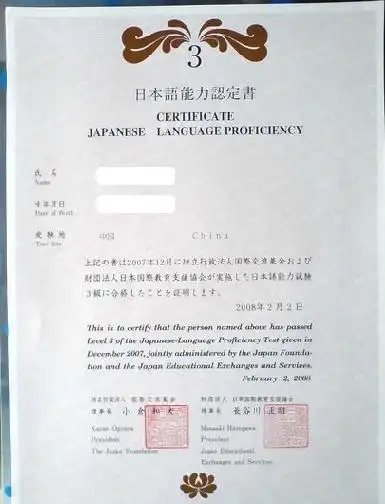 3
日本語能力認定書
CERTIFICATE
JAPANESE LANGUAGE PROFICIENCY
氏名
Name
生年月日
Date of Birth
受験地
Test Site
中国 China
上記の者は2007年12月に独立行政法人国際交流基金および
財団法人日本国際教育支援協会が実施した日本語能力試験
3級に合格したことを証明します。
2008年2月2日
This is to certify that the person named above has passed
Level 3 of the Japanese-Language Proficiency Test given in
December 2007, jointly administered by the Japan Founda-
tion and the Japan Educational Exchanges and Services.
February 2, 2008
独立行政法人 国際交流基金
理事長 小倉和夫
Kazuo Ogoura
President
The Japan Foundation
財団法人 日本国際教育支援協会
理事長 長谷川正明
Masaaki Hasegawa
President
Japan Educational
Exchanges and Services